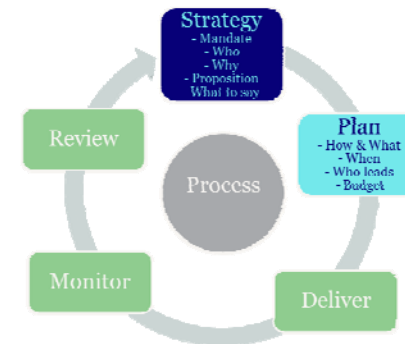 Strategy
- Mandate
- Who
- Why
- Proposition
What to say
Plan
- How & What
- When
- Who leads
- Budget
Deliver
Monitor
Review
Process